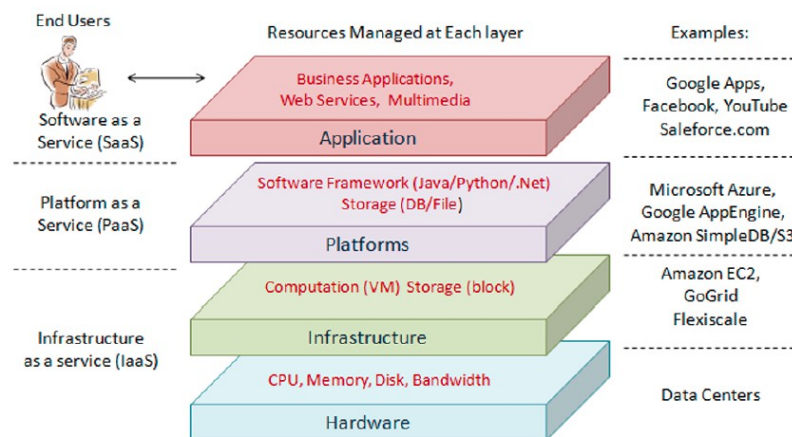 End Users
Resources Managed at Each layer
Examples:
Business Applications,
Web Services, Multimedia
Application
Software as a
Service (SaaS)
Google Apps,
Facebook, YouTube
Saleforce.com
Software Framework (Java/Python/.Net)
Storage (DB/File)
Platforms
Platform as a
Service (PaaS)
Microsoft Azure,
Google AppEngine,
Amazon SimpleDB/S3
Computation (VM) Storage (block)
Infrastructure
Amazon EC2,
GoGrid
Flexiscale
Infrastructure
as a service (IaaS)
CPU, Memory, Disk, Bandwidth
Hardware
Data Centers